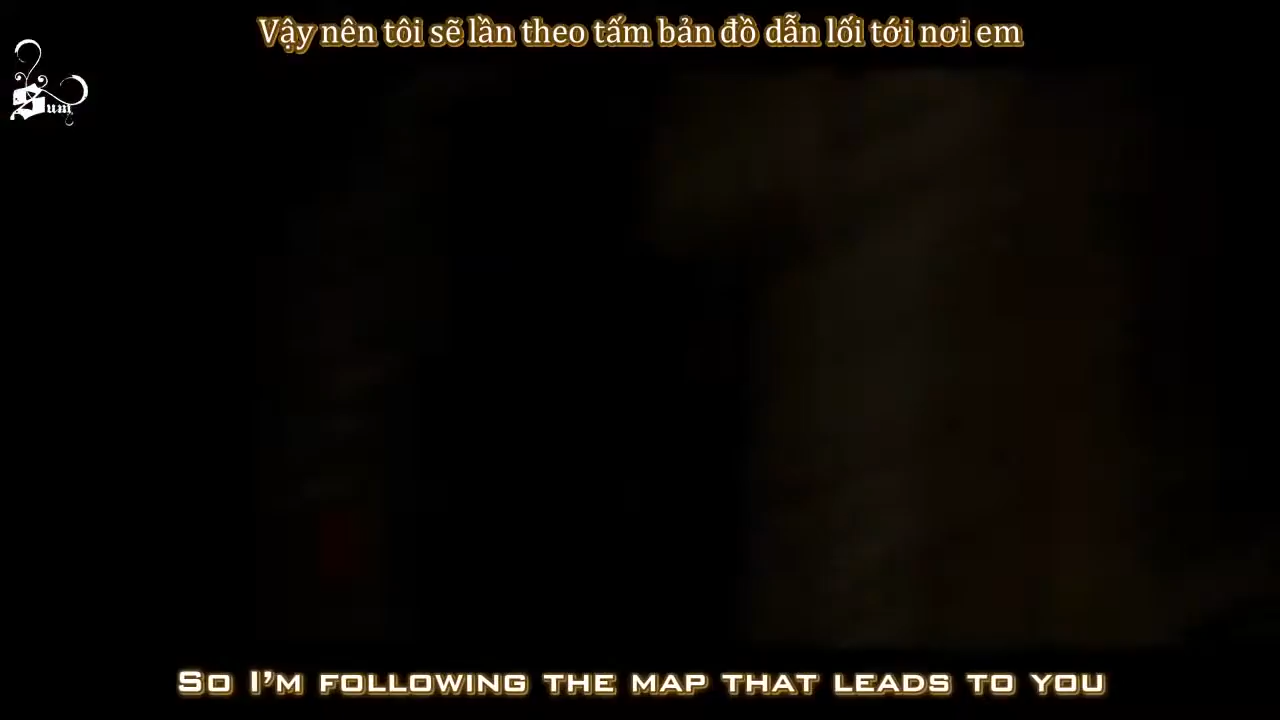 Vậy nên tôi sẽ lần theo tấm bản đồ dẫn lối tới nơi em
Sum
So I'm following the map that leads to you